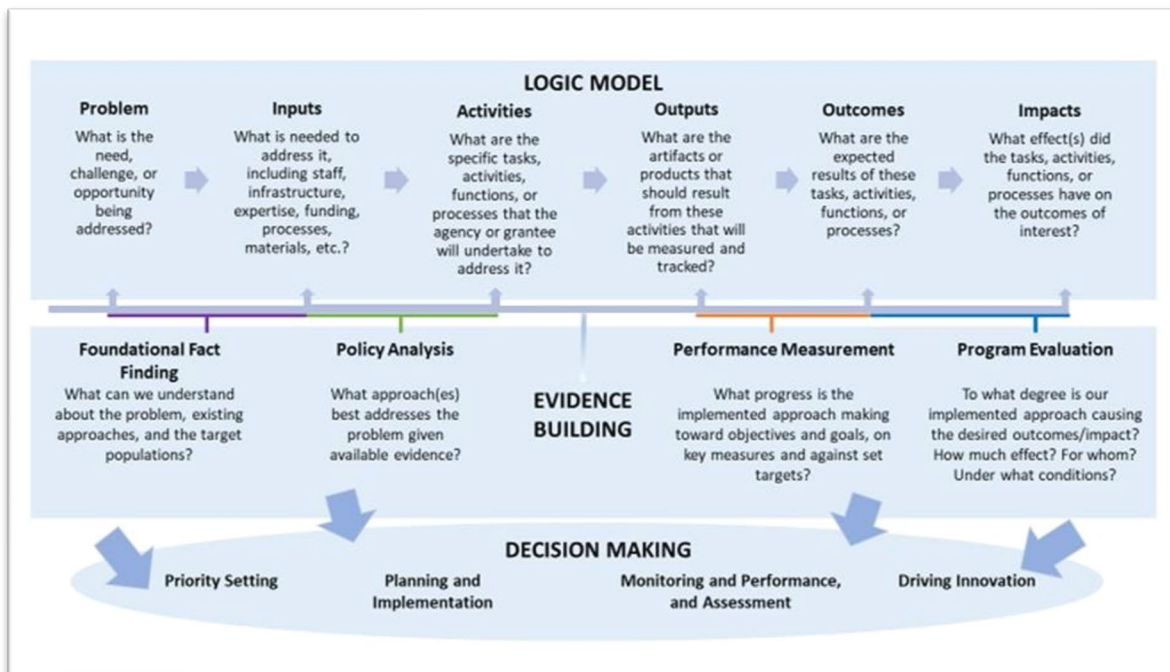 LOGIC MODEL
Problem
What is the
need,
challenge, or
opportunity
being
addressed?
Inputs
What is needed to
address it,
including staff,
infrastructure,
expertise, funding,
processes,
materials, etc.?
Activities
What are the
specific tasks,
activities,
functions, or
processes that the
agency or grantee
will undertake to
address it?
Outputs
What are the
artifacts or
products that
should result
from these
activities that will
be measured and
tracked?
Outcomes
What are the
expected
results of these
tasks, activities,
functions, or
processes?
Impacts
What effect(s) did
the tasks, activities,
functions, or
processes have on
the outcomes of
interest?
Foundational Fact
Finding
What can we understand
about the problem, existing
approaches, and the target
populations?
Policy Analysis
What approach(es)
best addresses the
problem given
available evidence?
EVIDENCE
BUILDING
Performance Measurement
What progress is the
implemented approach making
toward objectives and goals, on
key measures and against set
targets?
Program Evaluation
To what degree is our
implemented approach causing
the desired outcomes/impact?
How much effect? For whom?
Under what conditions?
DECISION MAKING
Priority Setting
Planning and
Implementation
Monitoring and Performance,
and Assessment
Driving Innovation